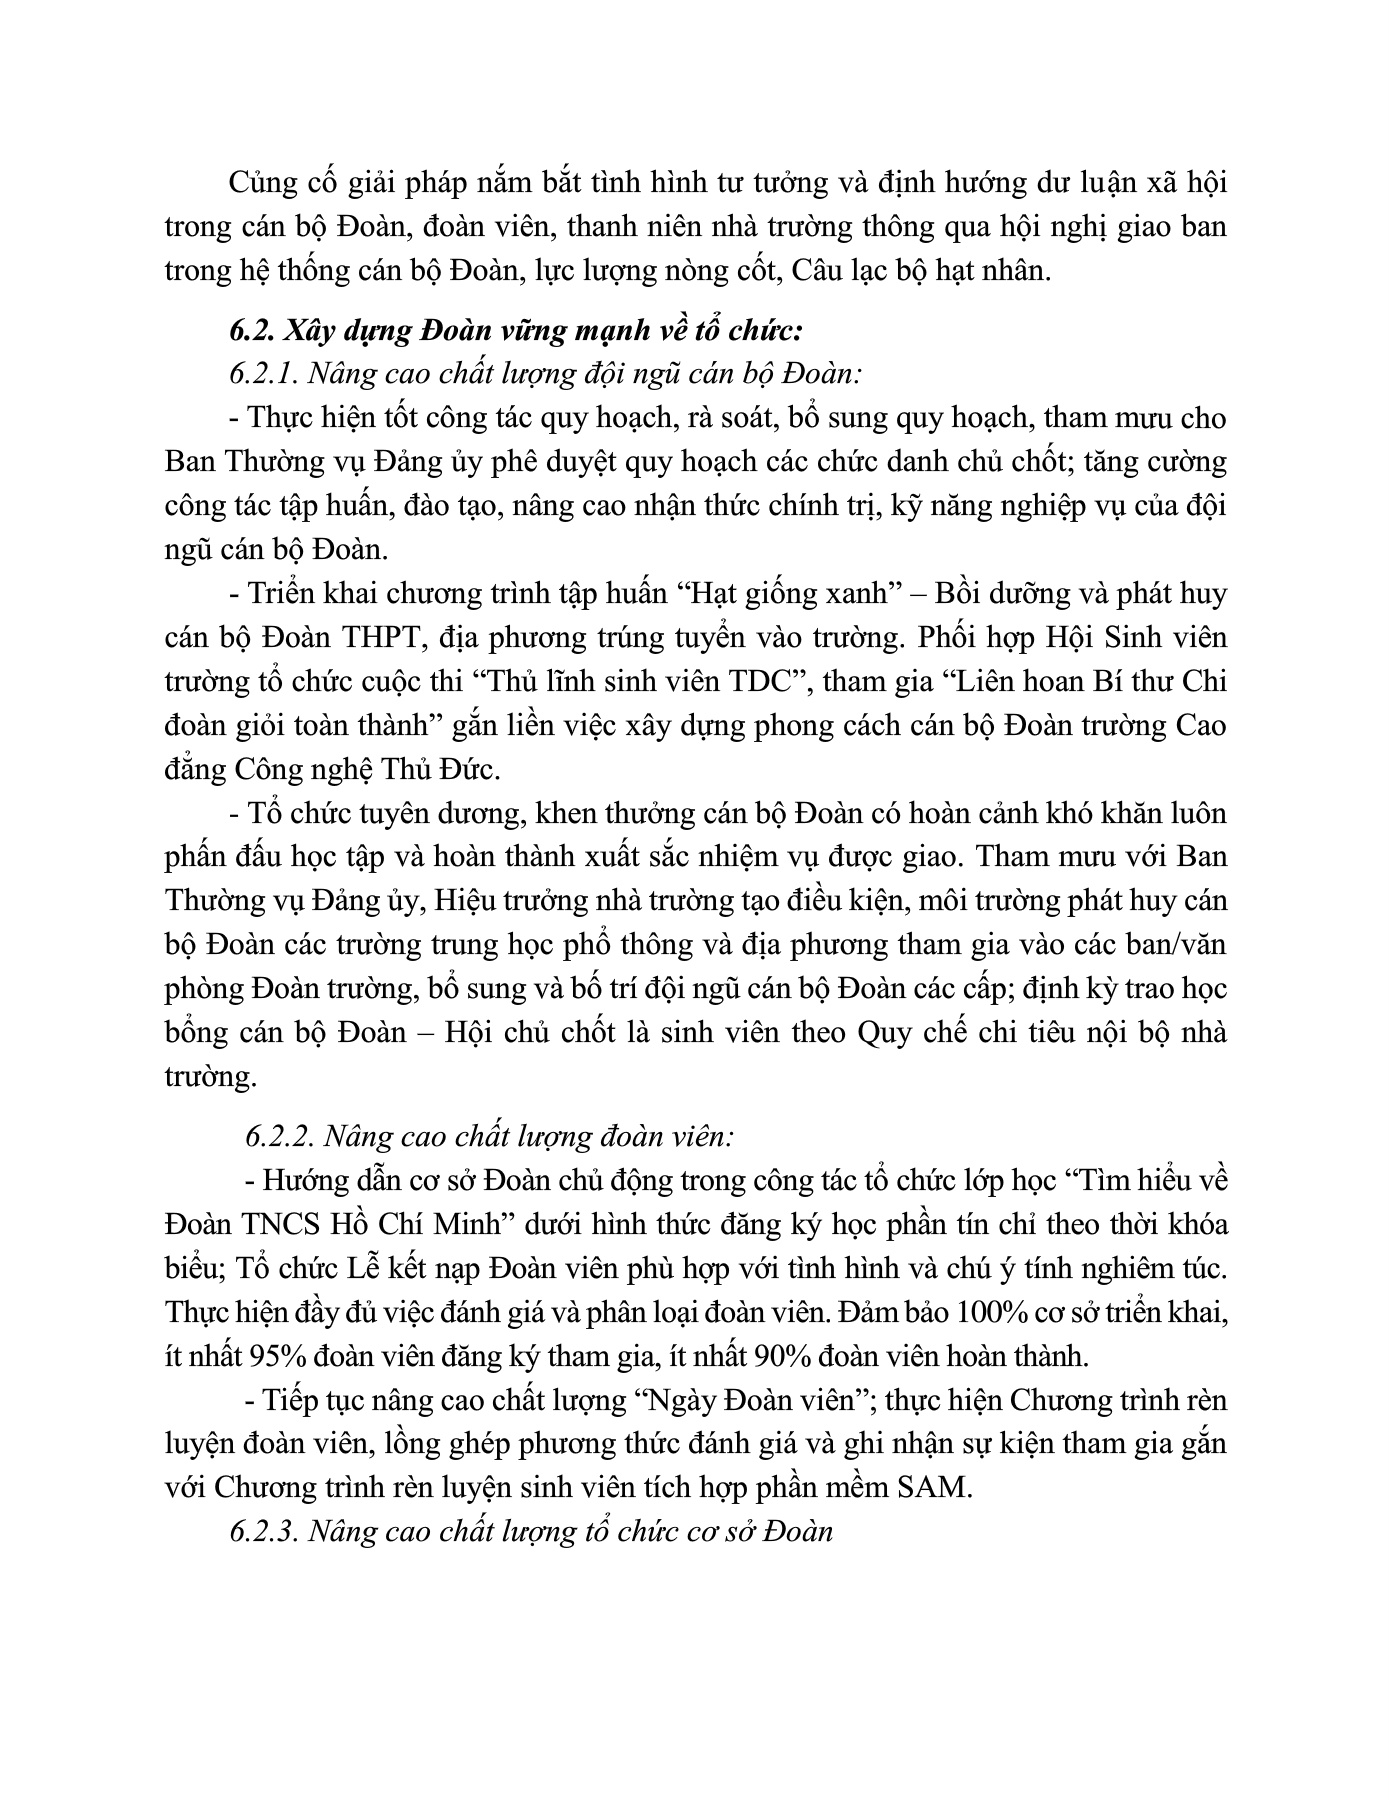 Củng cố giải pháp nắm bắt tình hình tư tưởng và định hướng dư luận xã hội
trong cán bộ Đoàn, đoàn viên, thanh niên nhà trường thông qua hội nghị giao ban
trong hệ thống cán bộ Đoàn, lực lượng nòng cốt, Câu lạc bộ hạt nhân.
6.2. Xây dựng Đoàn vững mạnh về tổ chức:
6.2.1. Nâng cao chất lượng đội ngũ cán bộ Đoàn:
- Thực hiện tốt công tác quy hoạch, rà soát, bổ sung quy hoạch, tham mưu cho
Ban Thường vụ Đảng ủy phê duyệt quy hoạch các chức danh chủ chốt; tăng cường
công tác tập huấn, đào tạo, nâng cao nhận thức chính trị, kỹ năng nghiệp vụ của đội
ngũ cán bộ Đoàn.
- Triển khai chương trình tập huấn “Hạt giống xanh” – Bồi dưỡng và phát huy
cán bộ Đoàn THPT, địa phương trúng tuyển vào trường. Phối hợp Hội Sinh viên
trường tổ chức cuộc thi “Thủ lĩnh sinh viên TDC”, tham gia “Liên hoan Bí thư Chi
đoàn giỏi toàn thành” gắn liền việc xây dựng phong cách cán bộ Đoàn trường Cao
đẳng Công nghệ Thủ Đức.
- Tổ chức tuyên dương, khen thưởng cán bộ Đoàn có hoàn cảnh khó khăn luôn
phấn đấu học tập và hoàn thành xuất sắc nhiệm vụ được giao. Tham mưu với Ban
Thường vụ Đảng ủy, Hiệu trưởng nhà trường tạo điều kiện, môi trường phát huy cán
bộ Đoàn các trường trung học phổ thông và địa phương tham gia vào các ban/văn
phòng Đoàn trường, bổ sung và bố trí đội ngũ cán bộ Đoàn các cấp; định kỳ trao học
bổng cán bộ Đoàn – Hội chủ chốt là sinh viên theo Quy chế chi tiêu nội bộ nhà
trường.
6.2.2. Nâng cao chất lượng đoàn viên:
- Hướng dẫn cơ sở Đoàn chủ động trong công tác tổ chức lớp học “Tìm hiểu về
Đoàn TNCS Hồ Chí Minh” dưới hình thức đăng ký học phần tín chỉ theo thời khóa
biểu; Tổ chức Lễ kết nạp Đoàn viên phù hợp với tình hình và chú ý tính nghiêm túc.
Thực hiện đầy đủ việc đánh giá và phân loại đoàn viên. Đảm bảo 100% cơ sở triển khai,
ít nhất 95% đoàn viên đăng ký tham gia, ít nhất 90% đoàn viên hoàn thành.
- Tiếp tục nâng cao chất lượng “Ngày Đoàn viên”; thực hiện Chương trình rèn
luyện đoàn viên, lồng ghép phương thức đánh giá và ghi nhận sự kiện tham gia gắn
với Chương trình rèn luyện sinh viên tích hợp phần mềm SAM.
6.2.3. Nâng cao chất lượng tổ chức cơ sở Đoàn